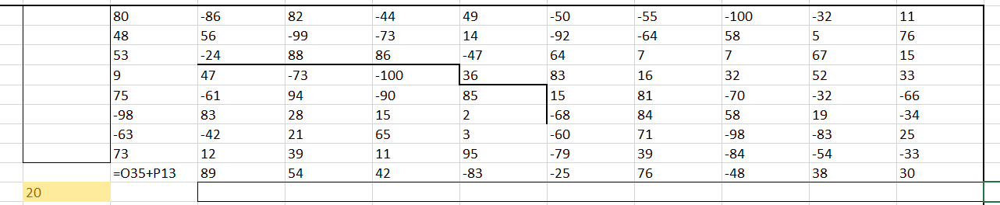 80 -86 82 -44 49 -50 -55 -100 -32 11
48 56 -99 -73 14 -92 -64 58 5 76
53 -24 88 86 -47 64 7 7 67 15
9 47 -73 -100 36 83 16 32 52 33
75 -61 94 -90 85 15 81 -70 -32 -66
-98 83 28 15 2 -68 84 58 19 -34
-63 -42 21 65 3 -60 71 -98 -83 25
73 12 39 11 95 -79 39 -84 -54 -33
=O35+P13 89 54 42 -83 -25 76 -48 38 30
20